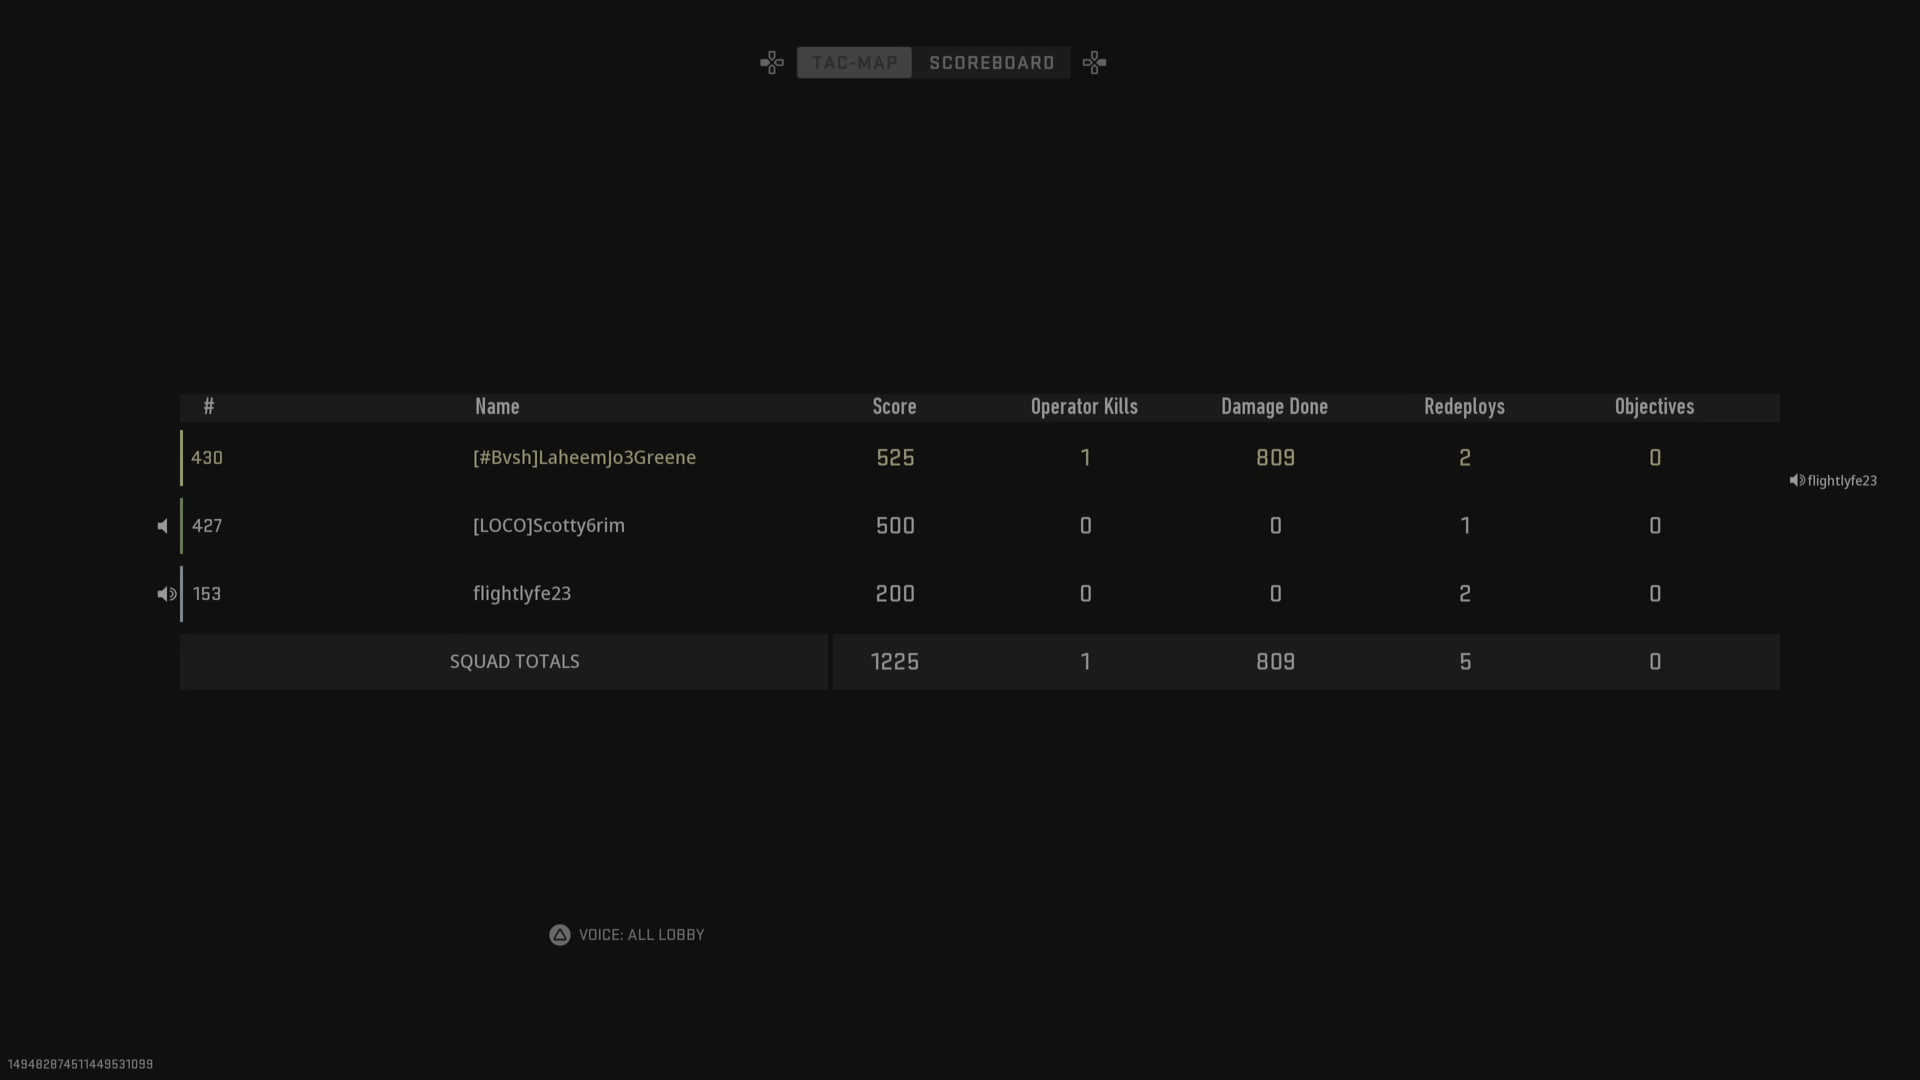 TAC-MAP SCOREBOARD
# Name Score Operator Kills Damage Done Redeploys Objectives
430 [#Bvsh]LaheemJo3Greene 525 1 809 2 0
flightlyfe23
427 [LOCO]Scotty6rim 500 0 0 1 0
153 flightlyfe23 200 0 0 2 0
SQUAD TOTALS 1225 1 809 5 0
VOICE: ALL LOBBY
149482874511449531099